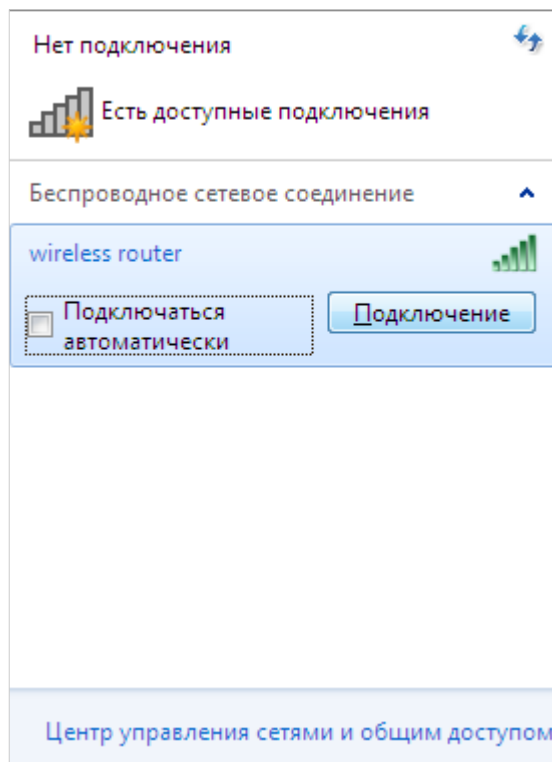 Нет подключения
Есть доступные подключения
Беспроводное сетевое соединение
wireless router
Подключаться
автоматически
Подключение
Центр управления сетями и общим доступом